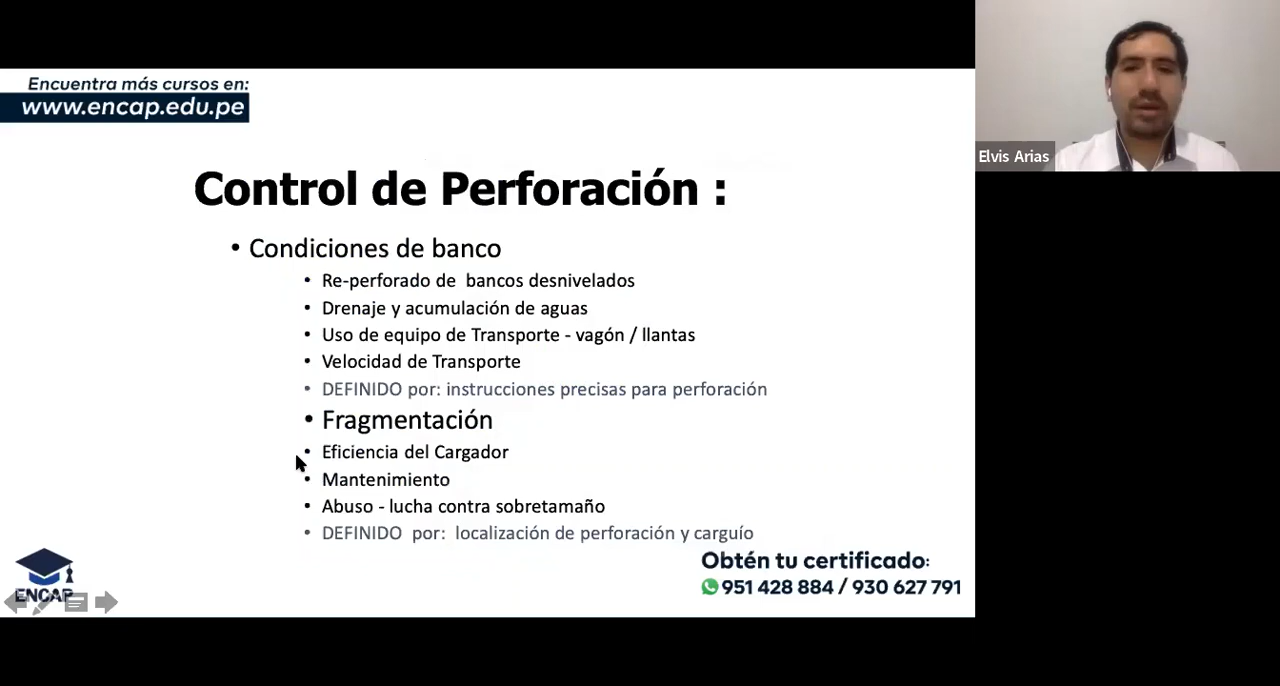 Encuentra más cursos en:
www.encap.edu.pe
Elvis Arias
Control de Perforación :
• Condiciones de banco
• Re-perforado de bancos desnivelados
• Drenaje y acumulación de aguas
• Uso de equipo de Transporte - vagón / llantas
• Velocidad de Transporte
• DEFINIDO por: instrucciones precisas para perforación
• Fragmentación
• Eficiencia del Cargador
• Mantenimiento
• Abuso - lucha contra sobretamaño
• DEFINIDO por: localización de perforación y carguío
Obtén tu certificado:
951 428 884 / 930 627 791
ENCAP